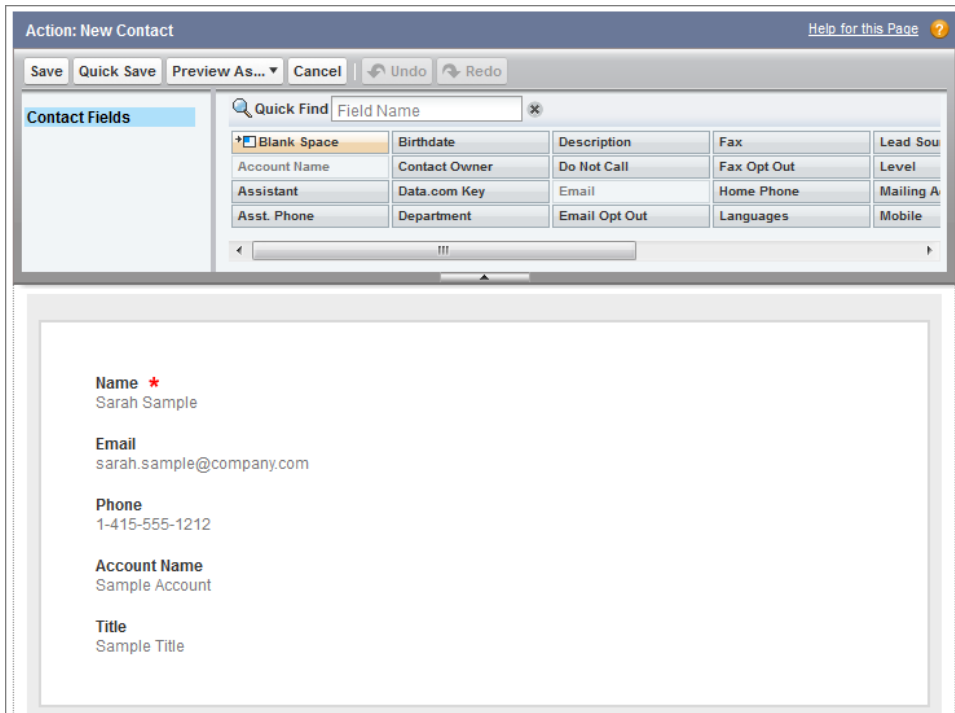 Action: New Contact
Help for this Page ?
Save Quick Save Preview As... Cancel Undo Redo
Contact Fields
Quick Find Field Name
Blank Space Birthdate Description Fax Lead Sou
Account Name Contact Owner Do Not Call Fax Opt Out Level
Assistant Data.com Key Email Home Phone Mailing A
Asst. Phone Department Email Opt Out Languages Mobile
Name *
Sarah Sample
Email
sarah.sample@company.com
Phone
1-415-555-1212
Account Name
Sample Account
Title
Sample Title